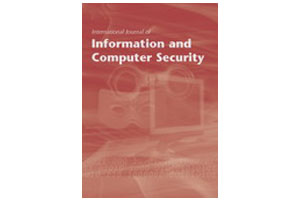 International Journal of
Information and
Computer Security